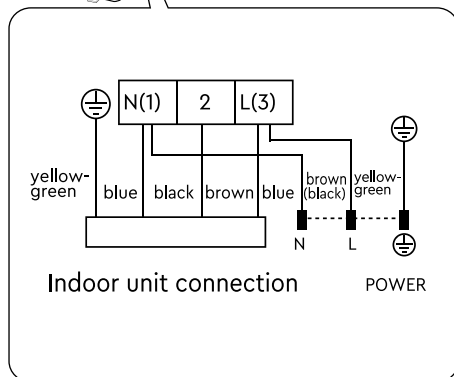 N(1) 2 L(3)
yellow-
green
blue
black
brown
blue
brown
(black)
yellow-
green
N L
Indoor unit connection
POWER